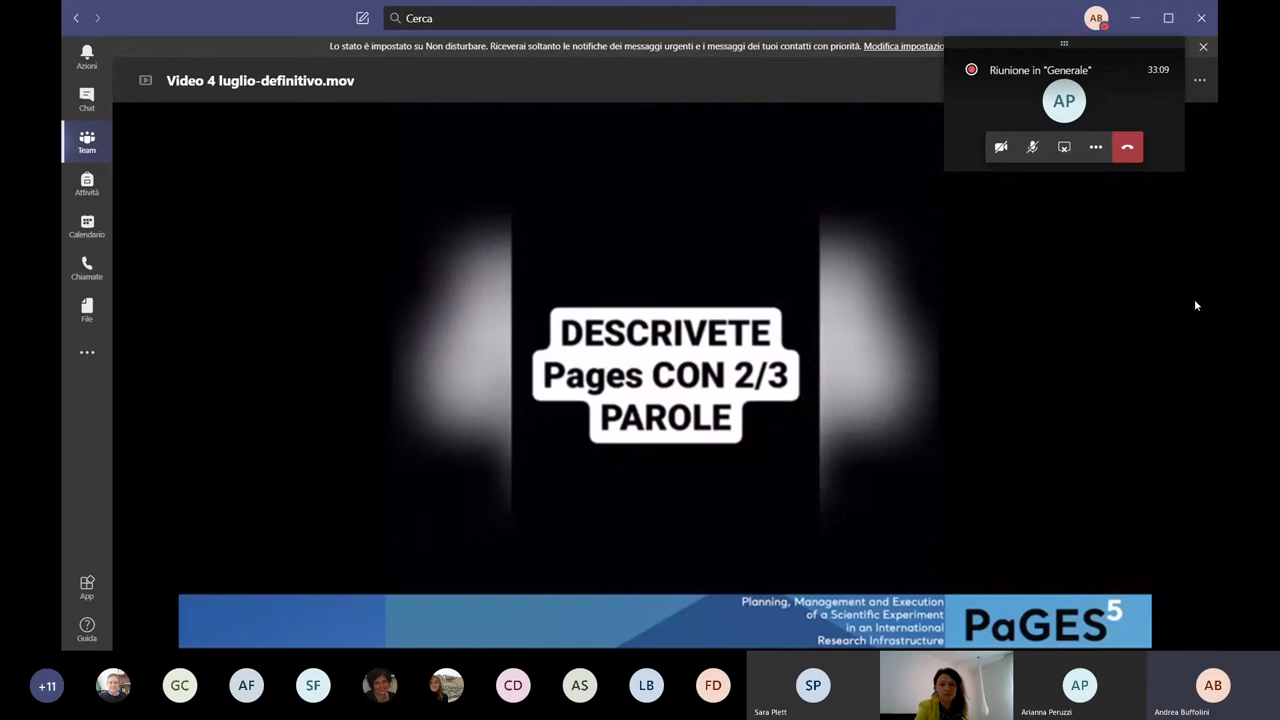 Cerca
AB
Lo stato è impostato su Non disturbare. Riceverai soltanto le notifiche dei messaggi urgenti e i messaggi dei tuoi contatti con priorità. Modifica impostazio
Azioni
Video 4 luglio-definitivo.mov
Riunione in "Generale"
33:09
AP
Chat
Team
Attività
Calendario
Chiamate
File
DESCRIVETE
Pages CON 2/3
PAROLE
App
Guida
Planning, Management and Execution
of a Scientific Experiment
in an International
Research Infrastructure
PaGES5
+11
GC
AF
SF
CD
AS
LB
FD
SP
Sara Plett
AP
Arianna Peruzzi
AB
Andrea Buffolini